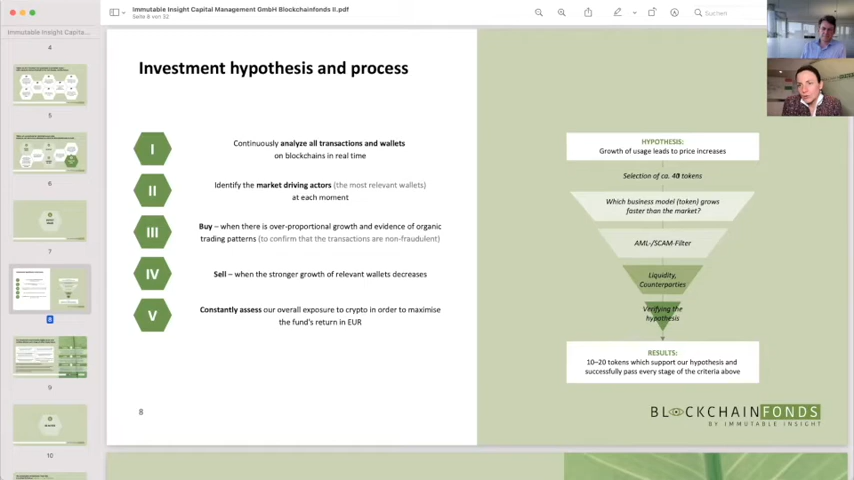 Immutable Insight Capital Management GmbH Blockchainfonds II.pdf
Seite 8 von 32
Suchen
Immutable Insight Capita...
4
5
6
7
8
9
10
Investment hypothesis and process
I
Continuously analyze all transactions and wallets
on blockchains in real time
II
Identify the market driving actors (the most relevant wallets)
at each moment
III
Buy – when there is over-proportional growth and evidence of organic
trading patterns (to confirm that the transactions are non-fraudulent)
IV
Sell – when the stronger growth of relevant wallets decreases
V
Constantly assess our overall exposure to crypto in order to maximise
the fund's return in EUR
8
HYPOTHESIS:
Growth of usage leads to price increases
Selection of ca. 40 tokens
Which business model (token) grows
faster than the market?
AML-/SCAM-Filter
Liquidity,
Counterparties
Verifying the
hypothesis
RESULTS:
10–20 tokens which support our hypothesis and
successfully pass every stage of the criteria above
BLOCKCHAINFONDS
BY IMMUTABLE INSIGHT